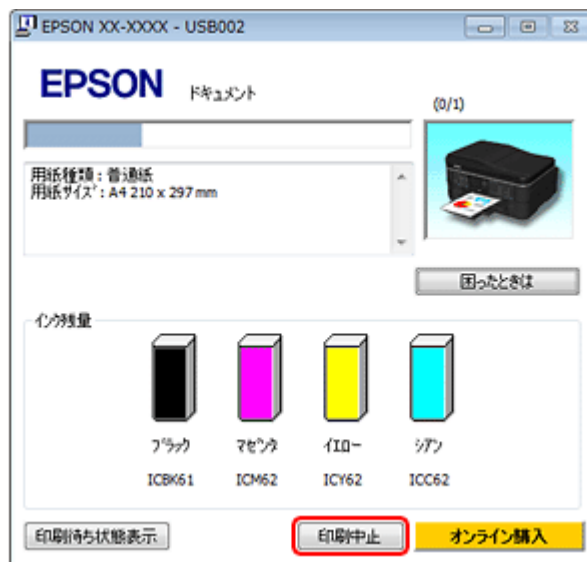 EPSON XX-XXXX - USB002
EPSON ドキュメント
(0/1)
用紙種類 : 普通紙
用紙サイズ : A4 210 x 297 mm
困ったときは
インク残量
ブラック マゼンタ イエロー シアン
ICBK61 ICM62 ICY62 ICC62
印刷待ち状態表示 印刷中止 オンライン購入